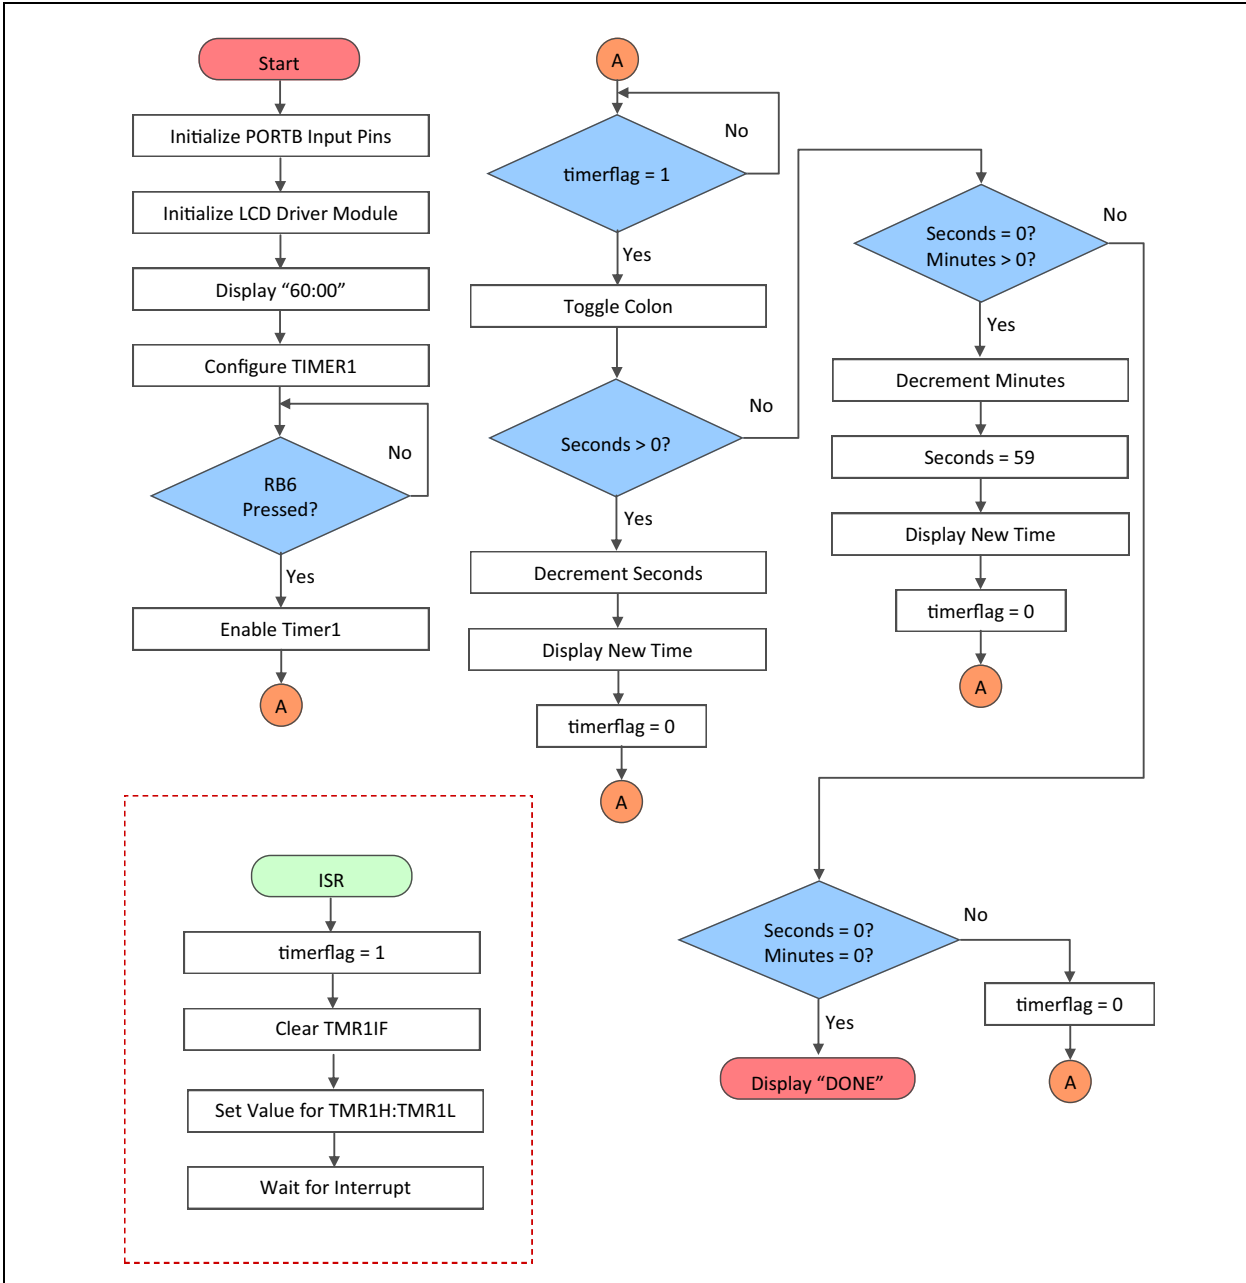 Start
Initialize PORTB Input Pins
Initialize LCD Driver Module
Display “60:00”
Configure TIMER1
RB6
Pressed?
No
Yes
Enable Timer1
A
A
timerflag = 1
No
Yes
Toggle Colon
Seconds > 0?
No
Yes
Decrement Seconds
Display New Time
timerflag = 0
A
Seconds = 0?
Minutes > 0?
No
Yes
Decrement Minutes
Seconds = 59
Display New Time
timerflag = 0
A
Seconds = 0?
Minutes = 0?
No
Yes
timerflag = 0
A
Display “DONE”
ISR
timerflag = 1
Clear TMR1IF
Set Value for TMR1H:TMR1L
Wait for Interrupt